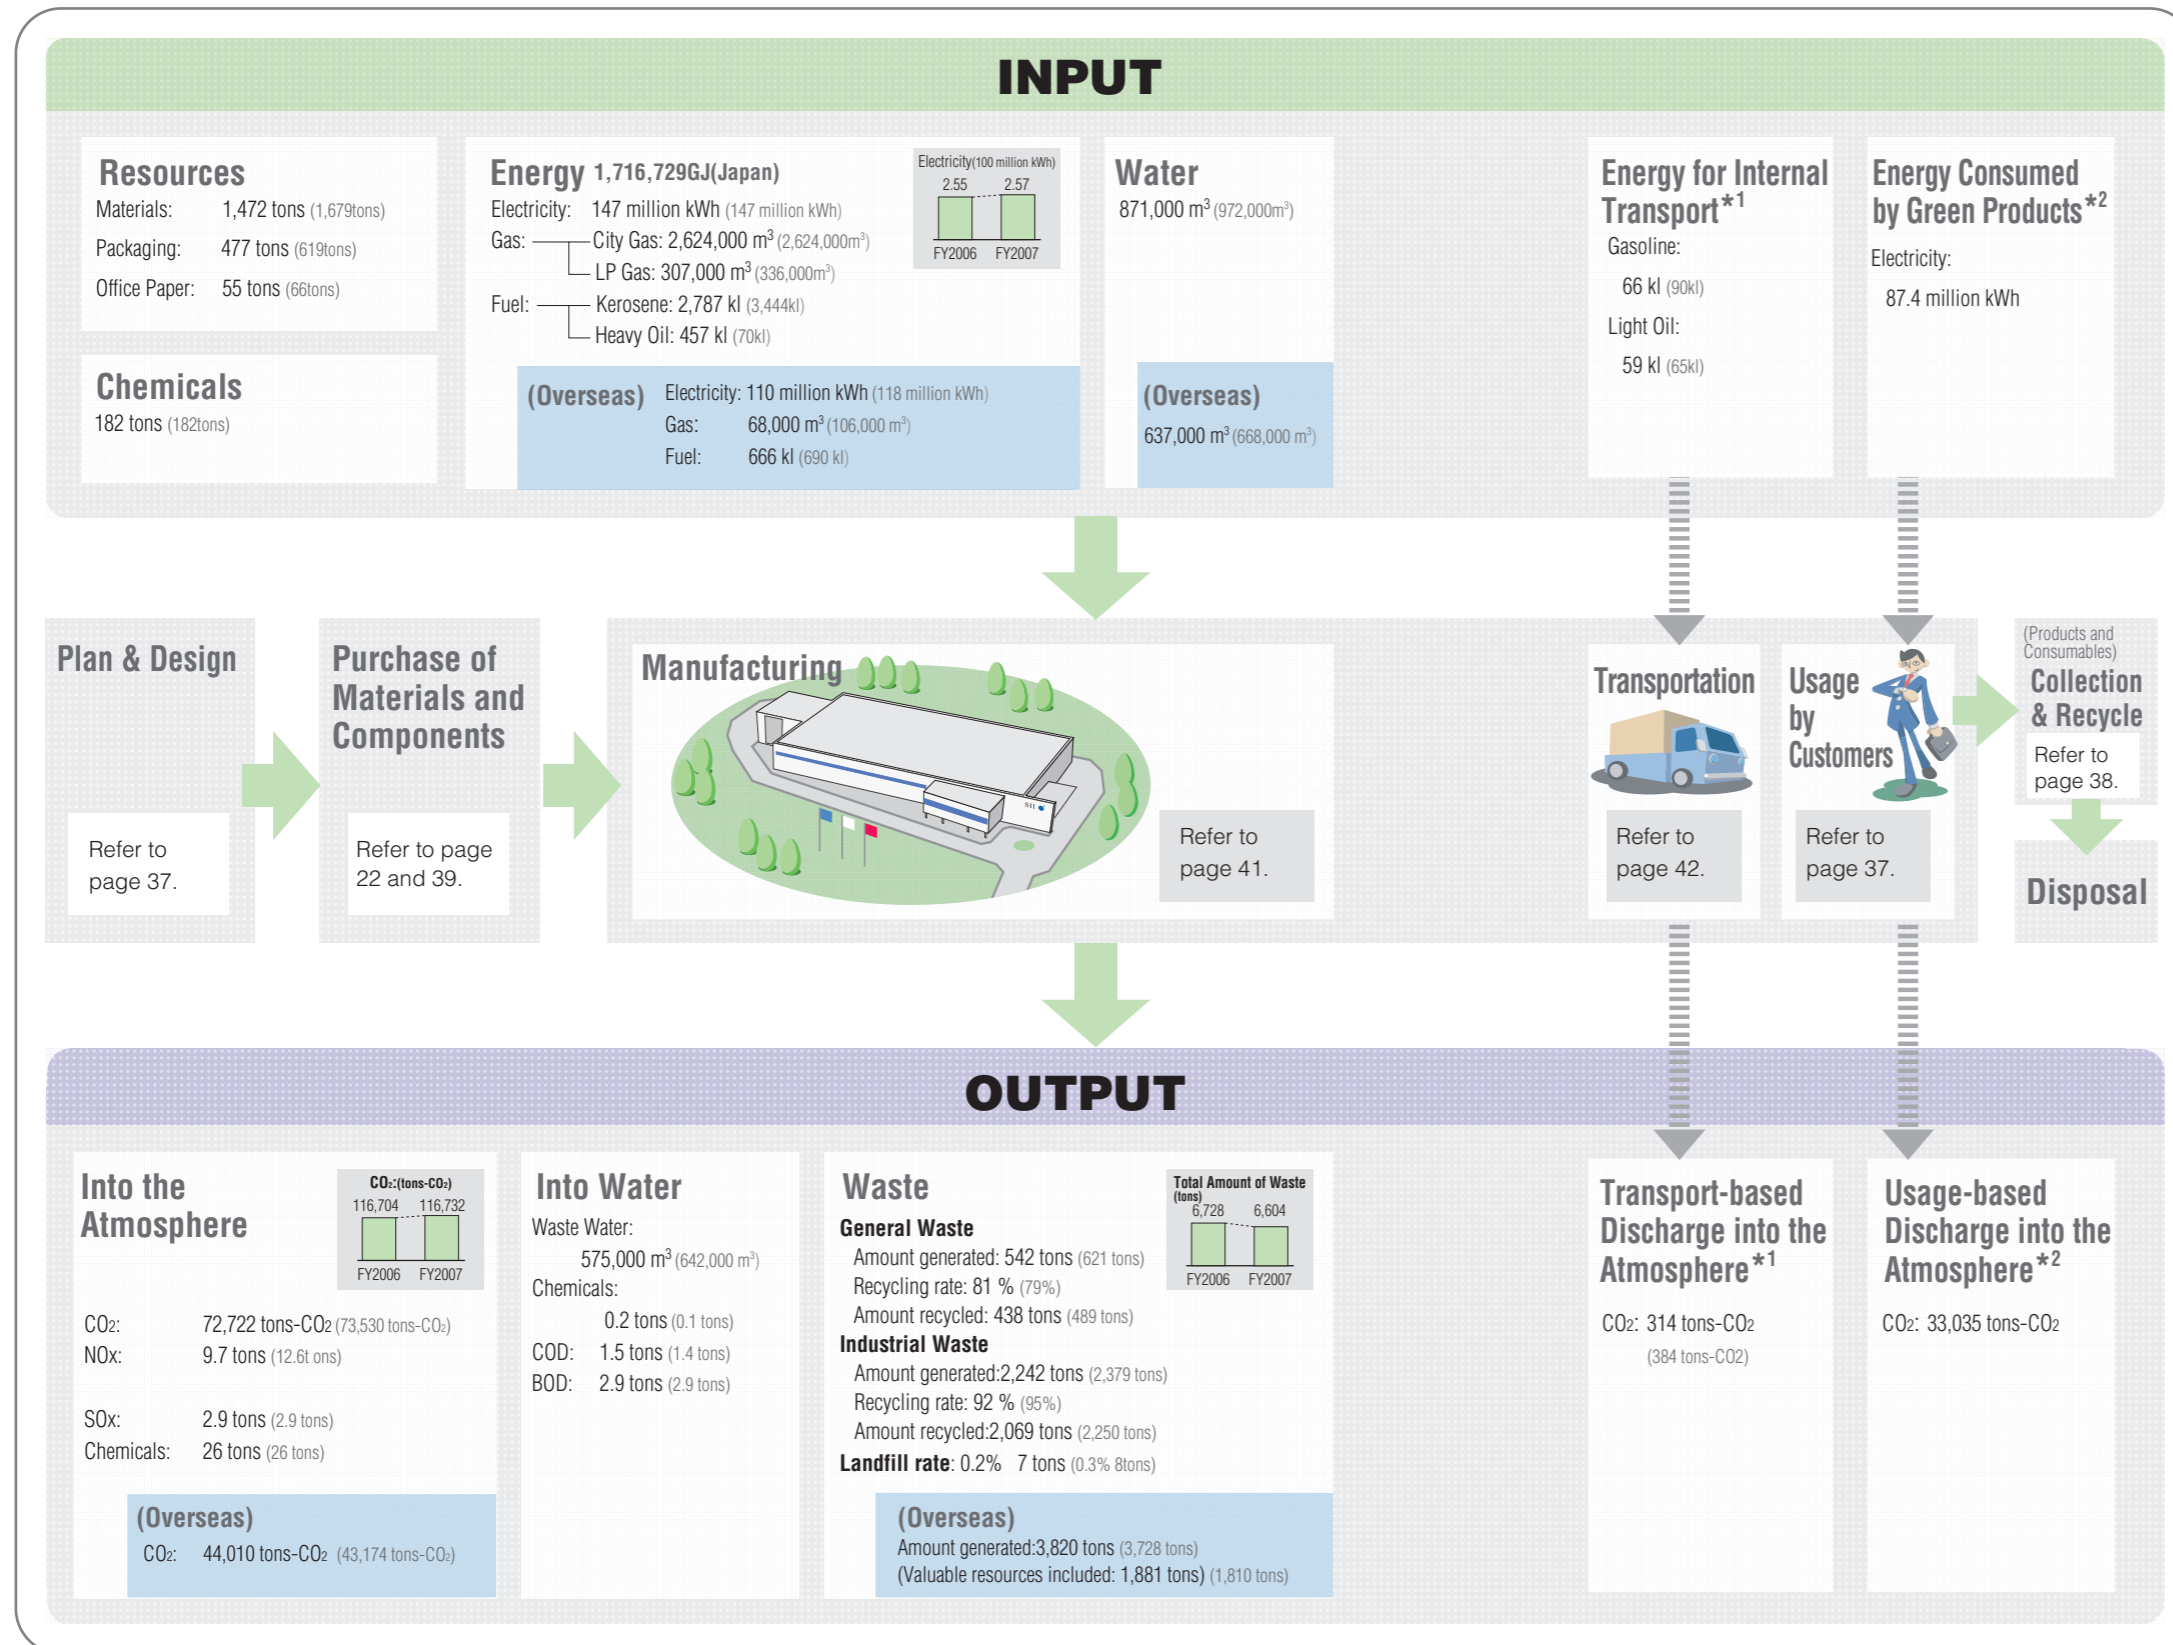 INPUT
Resources
Materials: 1,472 tons (1,679tons)
Packaging: 477 tons (619tons)
Office Paper: 55 tons (66tons)
Chemicals
182 tons (182tons)
Energy 1,716,729GJ(Japan)
Electricity: 147 million kWh (147 million kWh)
Gas: City Gas: 2,624,000 m³ (2,624,000m³)
LP Gas: 307,000 m³ (336,000m³)
Fuel: Kerosene: 2,787 kl (3,444kl)
Heavy Oil: 457 kl (70kl)
Electricity(100 million kWh)
2.55 2.57
FY2006 FY2007
(Overseas) Electricity: 110 million kWh (118 million kWh)
Gas: 68,000 m³ (106,000 m³)
Fuel: 666 kl (690 kl)
Water
871,000 m³ (972,000m³)
(Overseas)
637,000 m³ (668,000 m³)
Energy for Internal
Transport*1
Gasoline:
66 kl (90kl)
Light Oil:
59 kl (65kl)
Energy Consumed
by Green Products*2
Electricity:
87.4 million kWh
Plan & Design
Refer to
page 37.
Purchase of
Materials and
Components
Refer to page
22 and 39.
Manufacturing
SII
Refer to
page 41.
Transportation
Refer to
page 42.
Usage
by
Customers
Refer to
page 37.
(Products and
Consumables)
Collection
& Recycle
Refer to
page 38.
Disposal
OUTPUT
Into the
Atmosphere
CO₂:(tons-CO₂)
116,704 116,732
FY2006 FY2007
CO₂: 72,722 tons-CO₂ (73,530 tons-CO₂)
NOx: 9.7 tons (12.6t ons)
SOx: 2.9 tons (2.9 tons)
Chemicals: 26 tons (26 tons)
(Overseas)
CO₂: 44,010 tons-CO₂ (43,174 tons-CO₂)
Into Water
Waste Water:
575,000 m³ (642,000 m³)
Chemicals:
0.2 tons (0.1 tons)
COD: 1.5 tons (1.4 tons)
BOD: 2.9 tons (2.9 tons)
Waste
Total Amount of Waste
(tons)
6,728 6,604
FY2006 FY2007
General Waste
Amount generated: 542 tons (621 tons)
Recycling rate: 81 % (79%)
Amount recycled: 438 tons (489 tons)
Industrial Waste
Amount generated:2,242 tons (2,379 tons)
Recycling rate: 92 % (95%)
Amount recycled:2,069 tons (2,250 tons)
Landfill rate: 0.2% 7 tons (0.3% 8tons)
(Overseas)
Amount generated:3,820 tons (3,728 tons)
(Valuable resources included: 1,881 tons) (1,810 tons)
Transport-based
Discharge into the
Atmosphere*1
CO₂: 314 tons-CO₂
(384 tons-CO2)
Usage-based
Discharge into the
Atmosphere*2
CO₂: 33,035 tons-CO₂